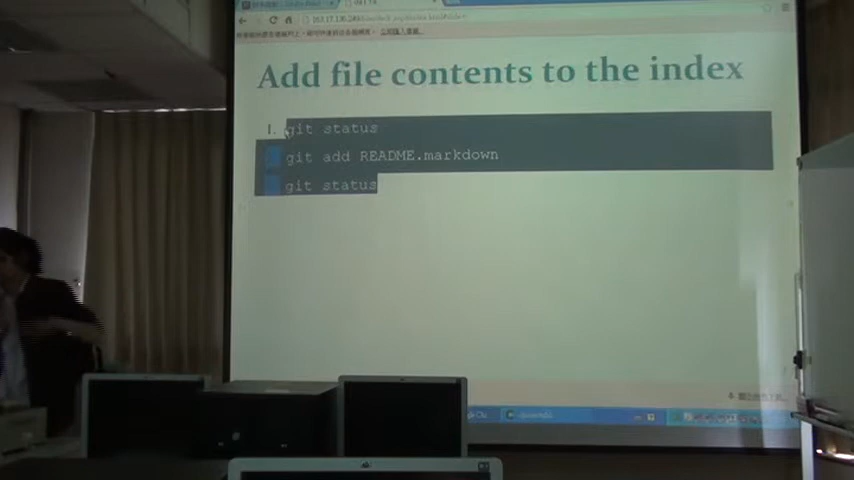 Add file contents to the index
1. git status
git add README.markdown
git status